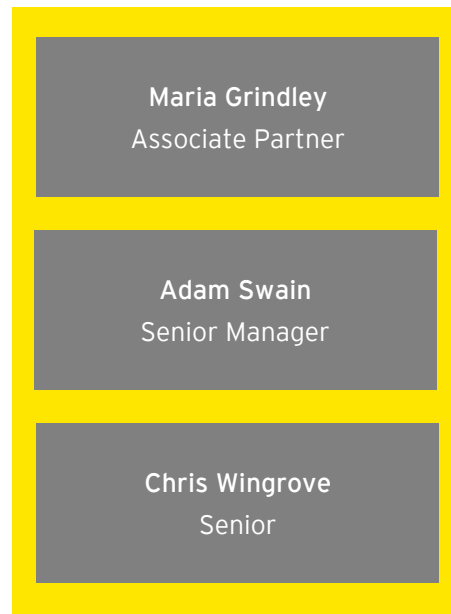 Maria Grindley
Associate Partner
Adam Swain
Senior Manager
Chris Wingrove
Senior